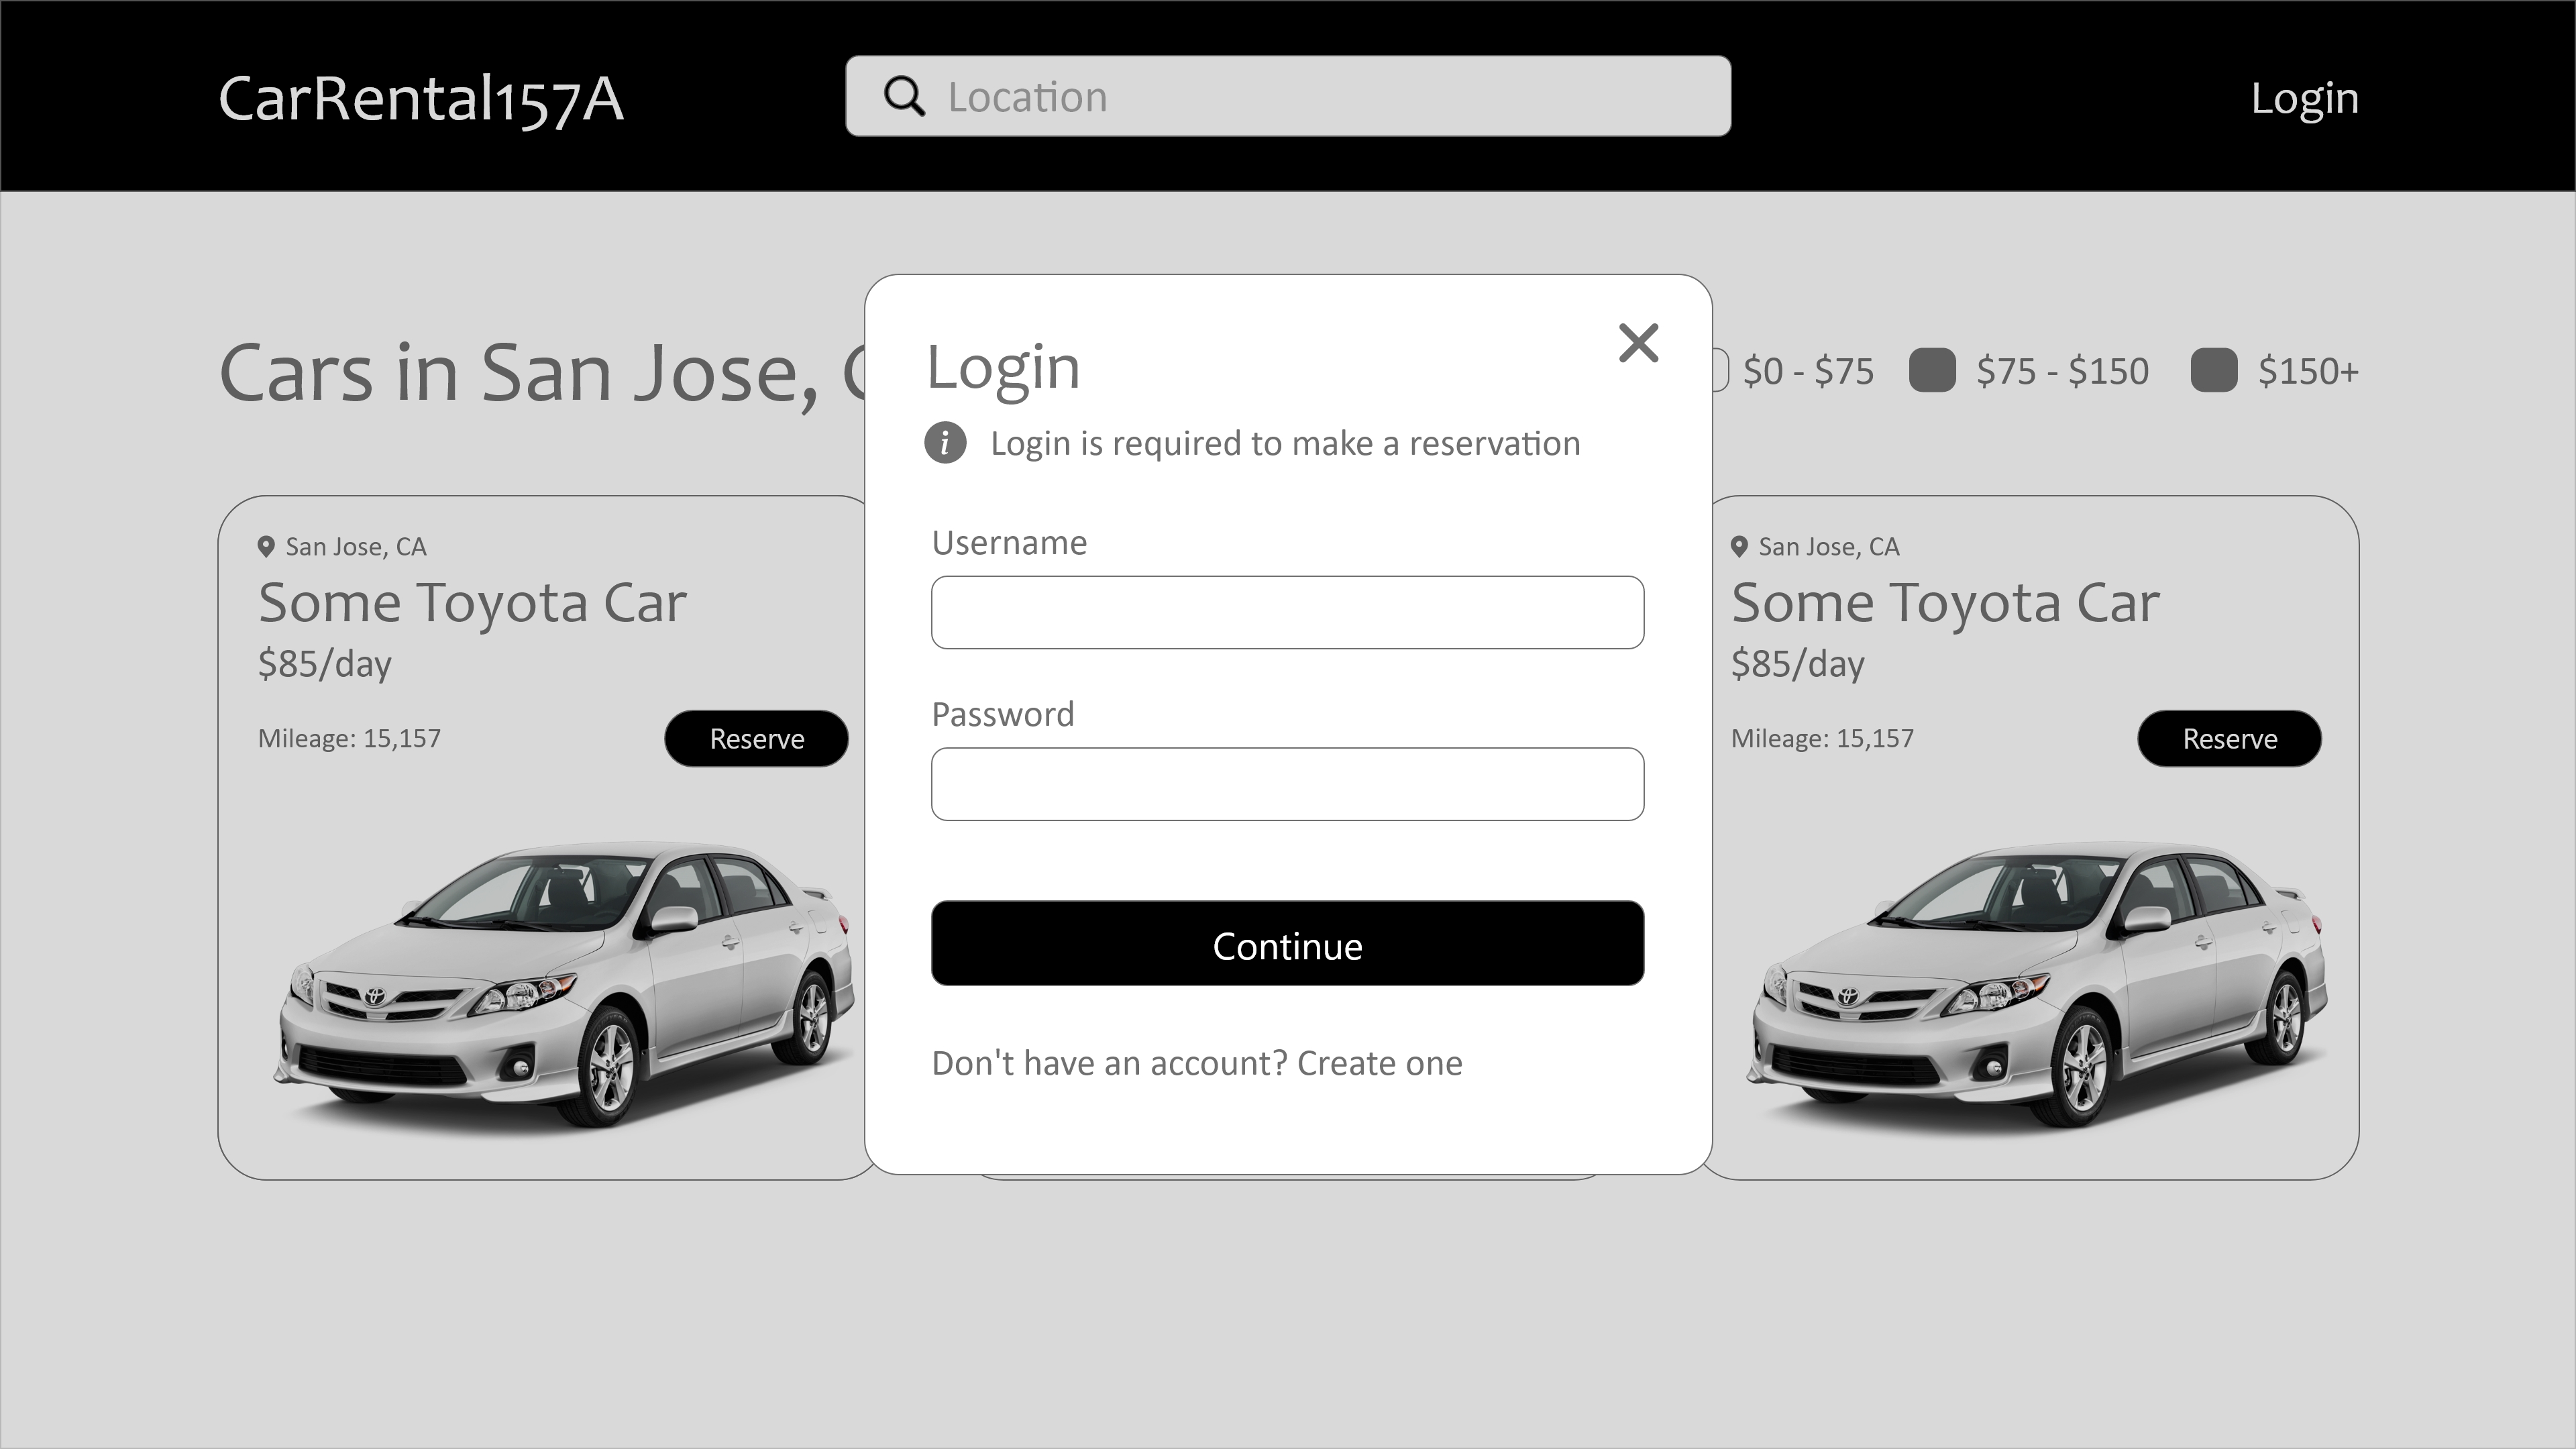 CarRental157A
Location
Login
Cars in San Jose,
$0 - $75
$75 - $150
$150+
Login
Login is required to make a reservation
Username
Password
Continue
Don't have an account? Create one
San Jose, CA
Some Toyota Car
$85/day
Mileage: 15,157
Reserve
San Jose, CA
Some Toyota Car
$85/day
Mileage: 15,157
Reserve